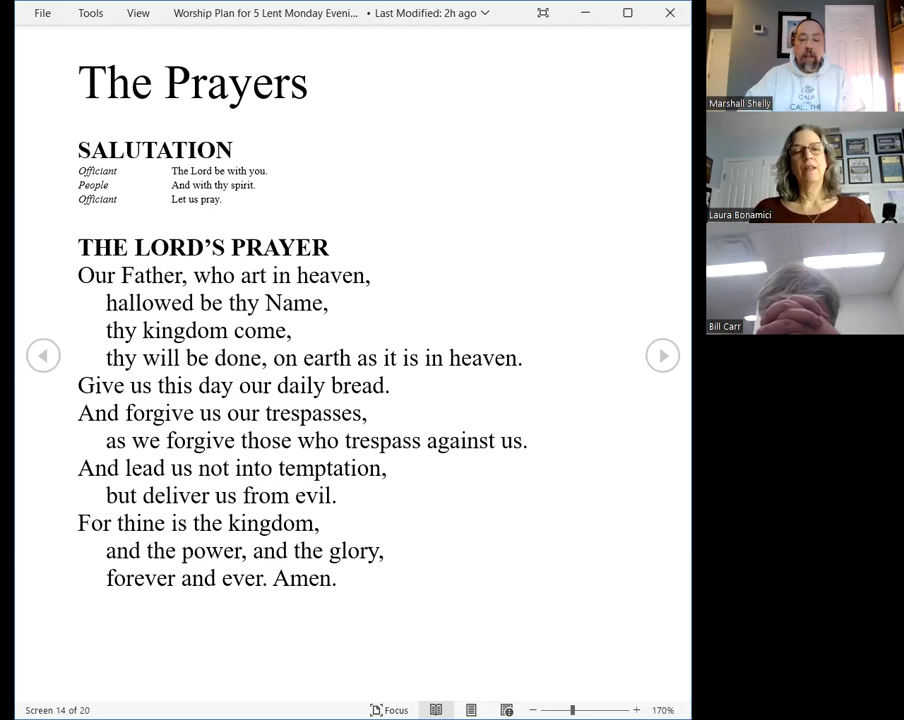 File Tools View Worship Plan for 5 Lent Monday Eveni... • Last Modified: 2h ago
The Prayers
SALUTATION
Officiant The Lord be with you.
People And with thy spirit.
Officiant Let us pray.
THE LORD’S PRAYER
Our Father, who art in heaven,
hallowed be thy Name,
thy kingdom come,
thy will be done, on earth as it is in heaven.
Give us this day our daily bread.
And forgive us our trespasses,
as we forgive those who trespass against us.
And lead us not into temptation,
but deliver us from evil.
For thine is the kingdom,
and the power, and the glory,
forever and ever. Amen.
Screen 14 of 20 Focus 170%
CALM
CALL THE
Marshall Shelly
Laura Bonamici
Bill Carr